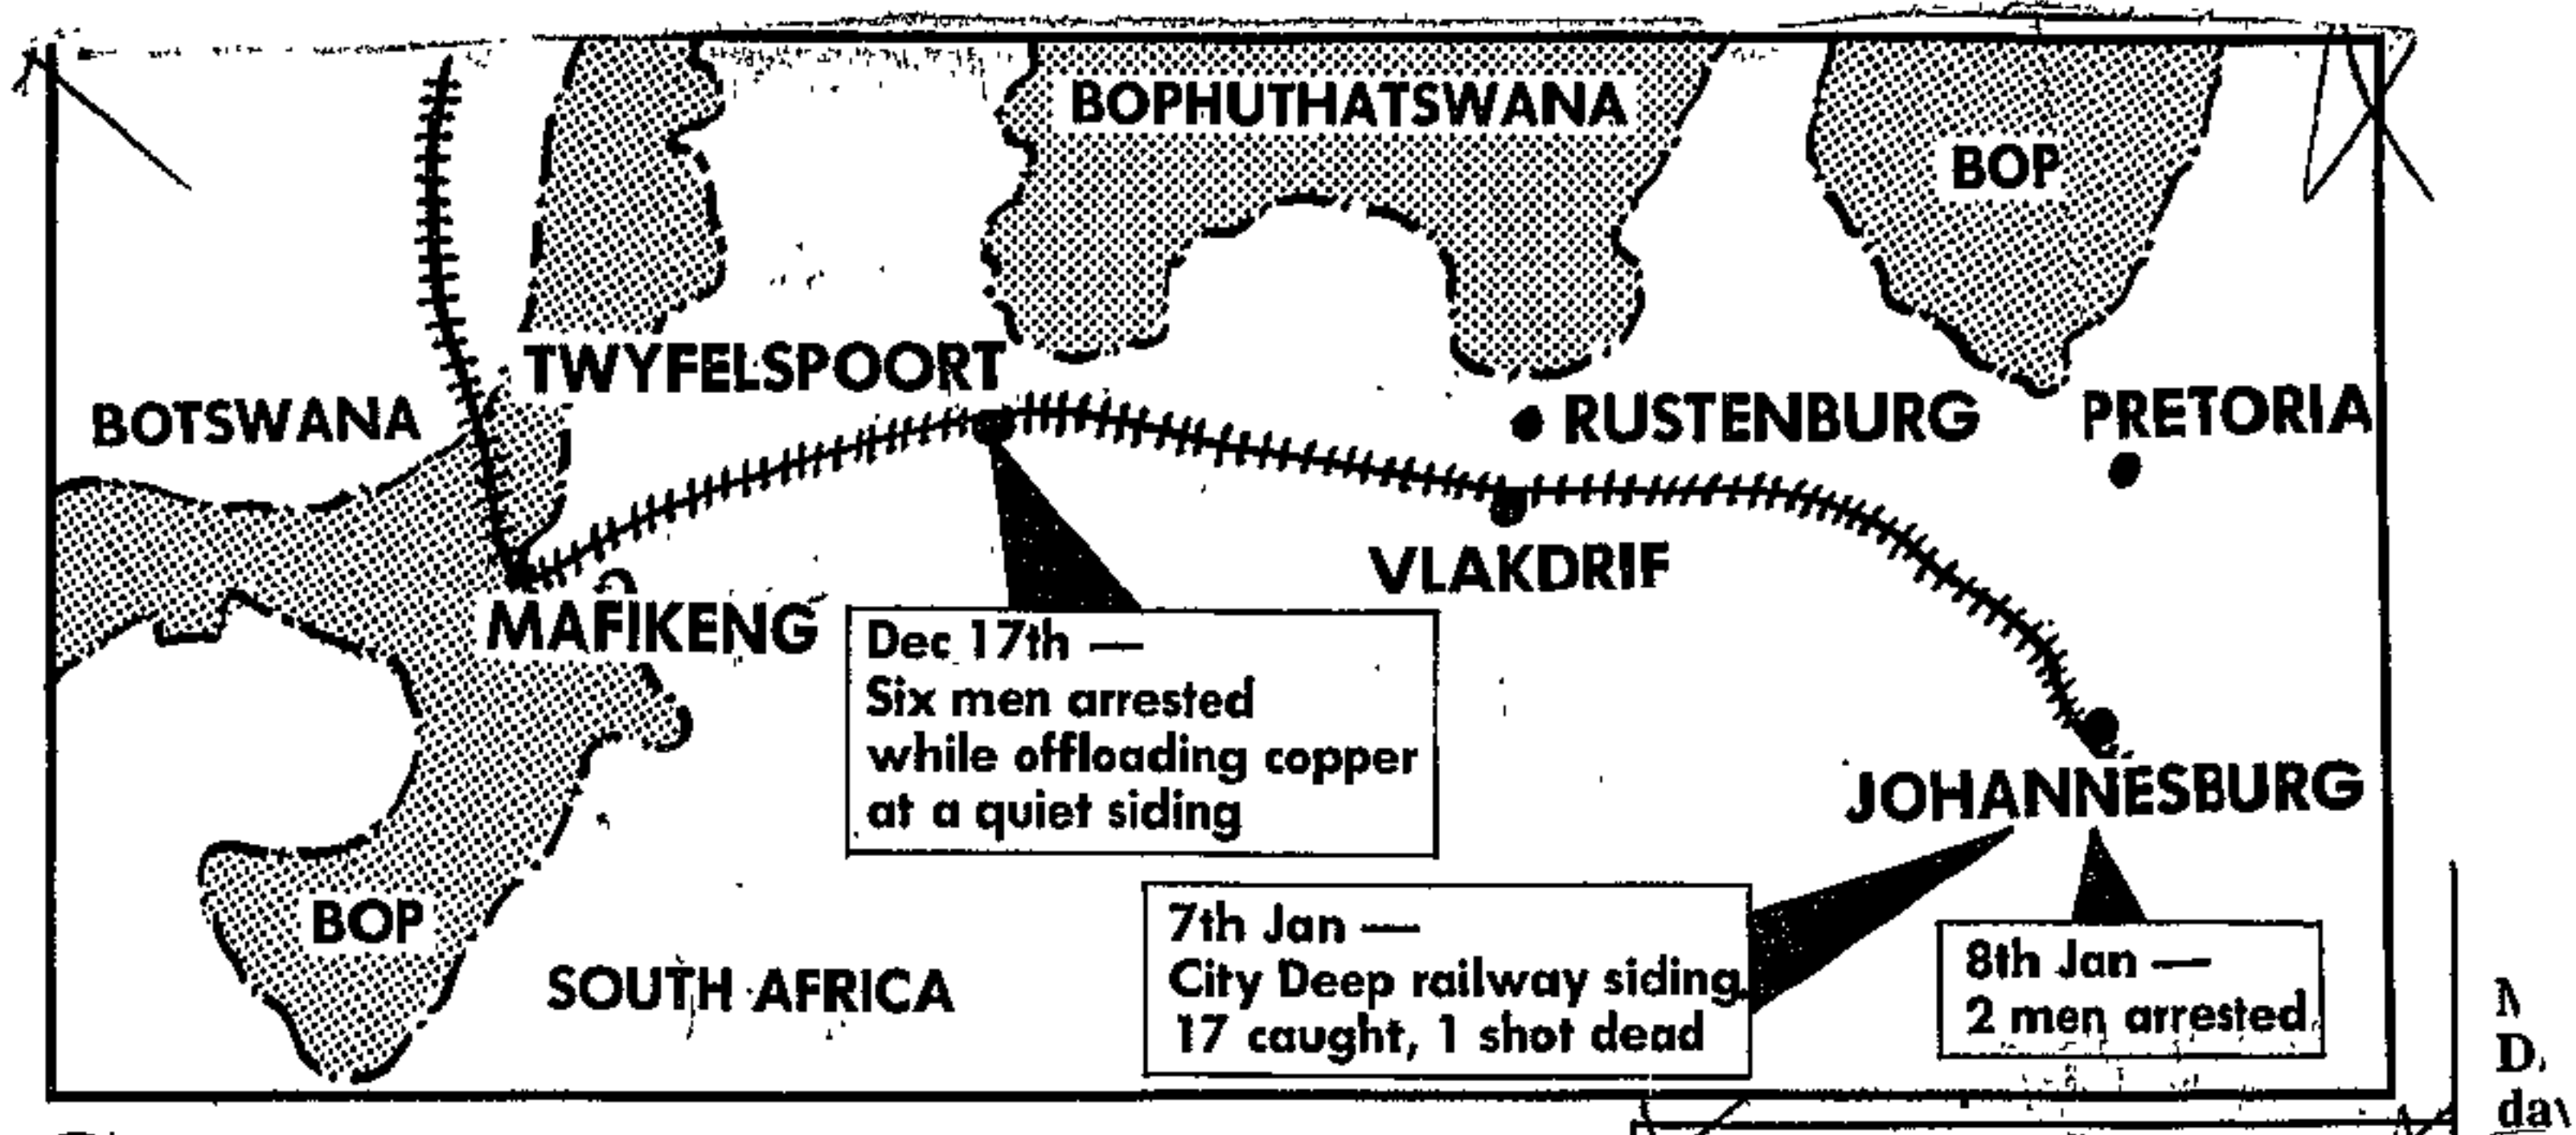 BOPHUTHATSWANA
BOP
TWYFELSPOORT
BOTSWANA
RUSTENBURG
PRETORIA
VLAKDRIF
MAFIKENG
Dec 17th —
Six men arrested
while offloading copper
at a quiet siding
JOHANNESBURG
BOP
SOUTH AFRICA
7th Jan —
City Deep railway siding
17 caught, 1 shot dead
8th Jan —
2 men arrested